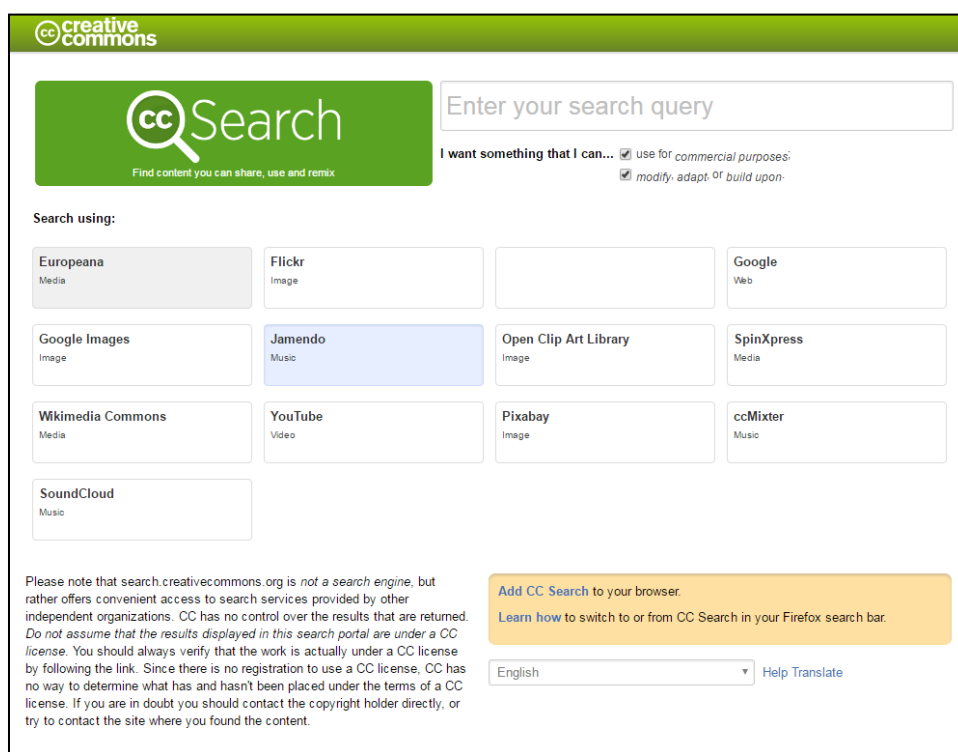 cc creative
commons
cc Search
Find content you can share, use and remix
Enter your search query
I want something that I can... use for commercial purposes;
modify, adapt, or build upon.
Search using:
Europeana
Media
Flickr
Image
Google
Web
Google Images
Image
Jamendo
Music
Open Clip Art Library
Image
SpinXpress
Media
Wikimedia Commons
Media
YouTube
Video
Pixabay
Image
ccMixter
Music
SoundCloud
Music
Please note that search.creativecommons.org is not a search engine, but
rather offers convenient access to search services provided by other
independent organizations. CC has no control over the results that are returned.
Do not assume that the results displayed in this search portal are under a CC
license. You should always verify that the work is actually under a CC license
by following the link. Since there is no registration to use a CC license, CC has
no way to determine what has and hasn't been placed under the terms of a CC
license. If you are in doubt you should contact the copyright holder directly, or
try to contact the site where you found the content.
Add CC Search to your browser.
Learn how to switch to or from CC Search in your Firefox search bar.
English
Help Translate